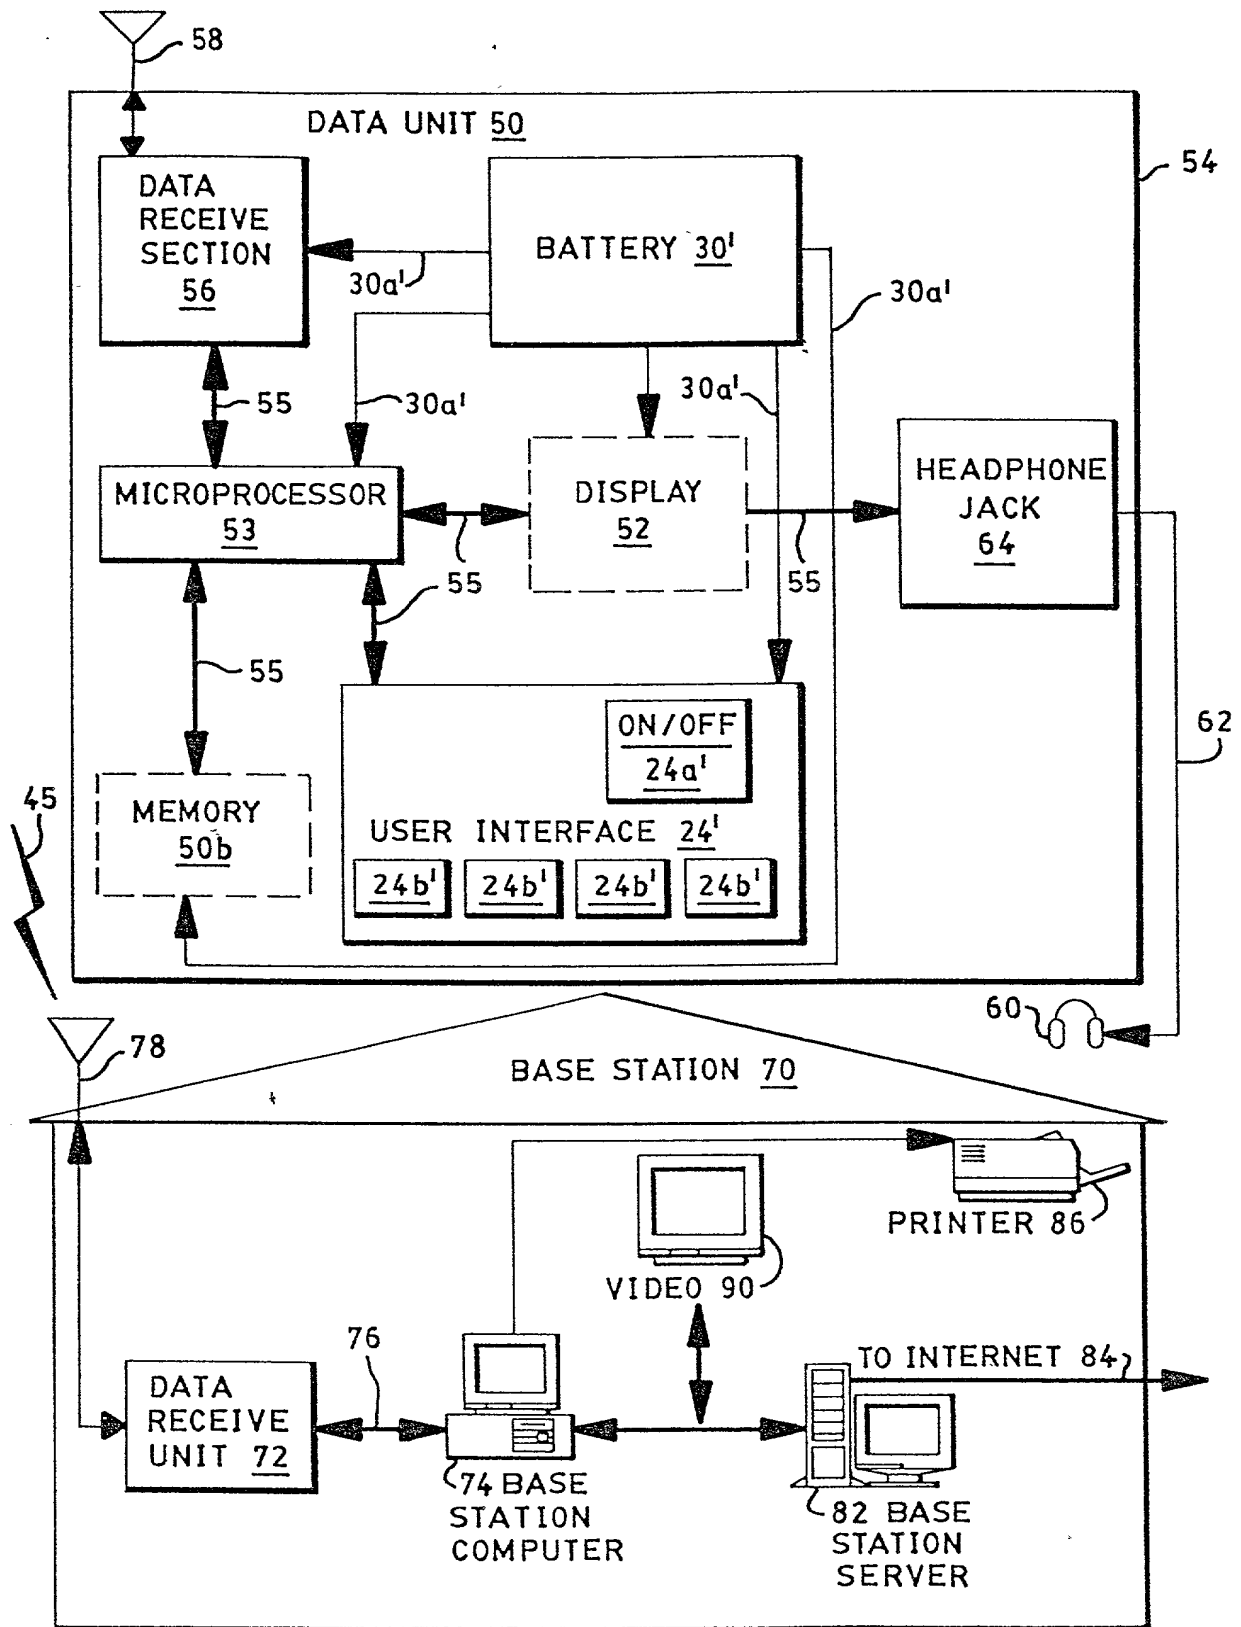 58
DATA UNIT 50
54
DATA
RECEIVE
SECTION
56
BATTERY 30'
30a'
30a'
55
30a'
30a'
MICROPROCESSOR
53
DISPLAY
52
HEADPHONE
JACK
64
55
55
55
55
62
ON/OFF
24a'
45
MEMORY
50b
USER INTERFACE 24'
24b' 24b' 24b' 24b'
60
78
BASE STATION 70
PRINTER 86
VIDEO 90
76
TO INTERNET 84
DATA
RECEIVE
UNIT 72
74 BASE
STATION
COMPUTER
82 BASE
STATION
SERVER